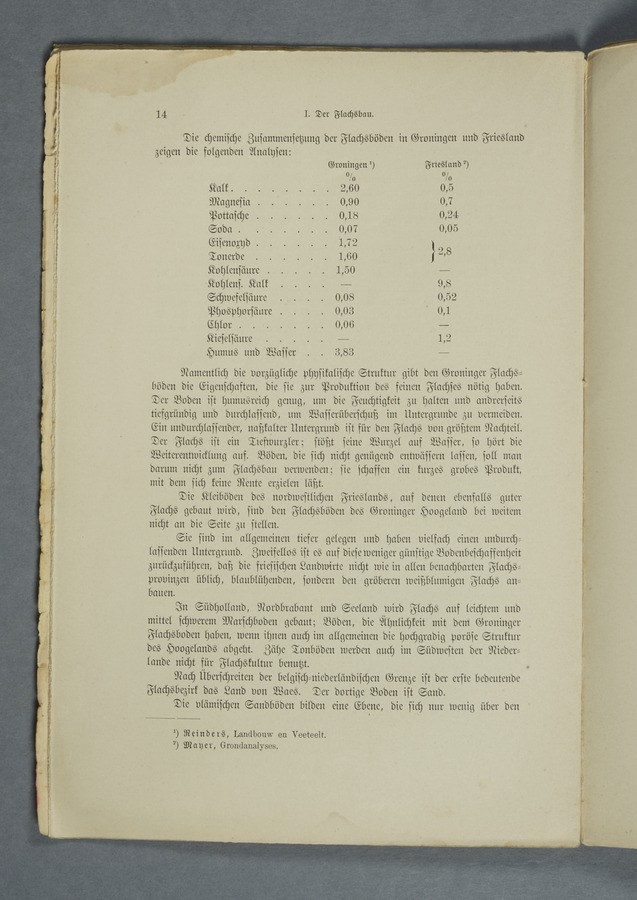 14 I. Der Flachsbau.
Die chemische Zusammensetzung der Flachsböden in Groningen und Friesland
zeigen die folgenden Analysen:
Groningen ¹) Friesland ²)
% %
Kalk . . . . . . . . 2,60 0,5
Magnesia . . . . . . 0,90 0,7
Pottasche . . . . . . 0,18 0,24
Soda . . . . . . . . 0,07 0,05
Eisenoxyd . . . . . . 1,72
Tonerde . . . . . . 1,60 } 2,8
Kohlensäure . . . . . 1,50 —
Kohlens. Kalk . . . . — 9,8
Schwefelsäure . . . . 0,08 0,52
Phosphorsäure . . . . 0,03 0,1
Chlor . . . . . . . 0,06 —
Kieselsäure . . . . . — 1,2
Humus und Wasser . . 3,83 —
Namentlich die vorzügliche physikalische Struktur gibt den Groninger Flachs-
böden die Eigenschaften, die sie zur Produktion des feinen Flachses nötig haben.
Der Boden ist humusreich genug, um die Feuchtigkeit zu halten und andrerseits
tiefgründig und durchlassend, um Wasserüberschuß im Untergrunde zu vermeiden.
Ein undurchlassender, naßkalter Untergrund ist für den Flachs von größtem Nachteil.
Der Flachs ist ein Tiefwurzler; stößt seine Wurzel auf Wasser, so hört die
Weiterentwicklung auf. Böden, die sich nicht genügend entwässern lassen, soll man
darum nicht zum Flachsbau verwenden; sie schaffen ein kurzes grobes Produkt,
mit dem sich keine Rente erzielen läßt.
Die Kleiböden des nordwestlichen Frieslands, auf denen ebenfalls guter
Flachs gebaut wird, sind den Flachsböden des Groninger Hoogeland bei weitem
nicht an die Seite zu stellen.
Sie sind im allgemeinen tiefer gelegen und haben vielfach einen undurch-
lassenden Untergrund. Zweifellos ist es auf diese weniger günstige Bodenbeschaffenheit
zurückzuführen, daß die friesischen Landwirte nicht wie in allen benachbarten Flachs-
provinzen üblich, blaublühenden, sondern den gröberen weißblumigen Flachs an-
bauen.
In Südholland, Nordbrabant und Seeland wird Flachs auf leichtem und
mittel schwerem Marschboden gebaut; Böden, die Ähnlichkeit mit dem Groninger
Flachsboden haben, wenn ihnen auch im allgemeinen die hochgradig poröse Struktur
des Hoogelands abgeht. Zähe Tonböden werden auch im Südwesten der Nieder-
lande nicht für Flachskultur benutzt.
Nach Überschreiten der belgisch-niederländischen Grenze ist der erste bedeutende
Flachsbezirk das Land von Waes. Der dortige Boden ist Sand.
Die vlämischen Sandböden bilden eine Ebene, die sich nur wenig über den
¹) Reinders, Landbouw en Veeteelt.
²) Mayer, Grondanalyses.